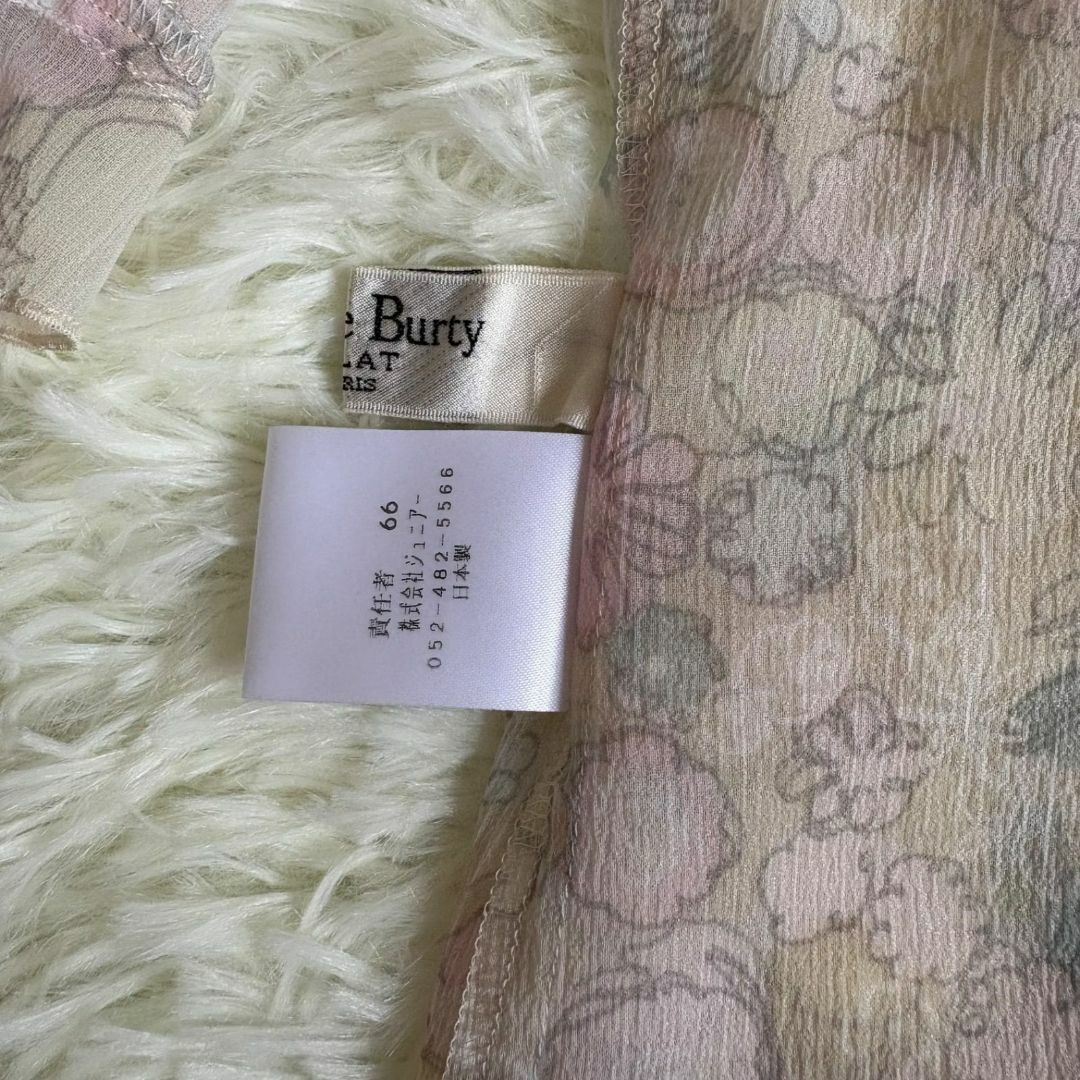 e Burty
LAT
RIS
責任者 66
株式会社ジュニアー
052-482-5566
日本製